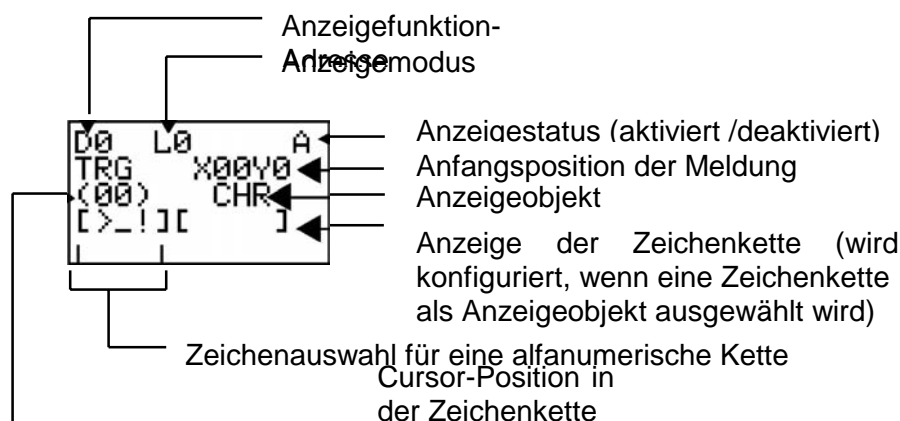 Anzeigefunktion-
Adresse
Anzeigemodus
D0 L0 A
Anzeigestatus (aktiviert /deaktiviert)
TRG X00Y0
Anfangsposition der Meldung
(00) CHR
Anzeigeobjekt
[>_!][ ]
Anzeige der Zeichenkette (wird
konfiguriert, wenn eine Zeichenkette
als Anzeigeobjekt ausgewählt wird)
Zeichenauswahl für eine alfanumerische Kette
Cursor-Position in
der Zeichenkette